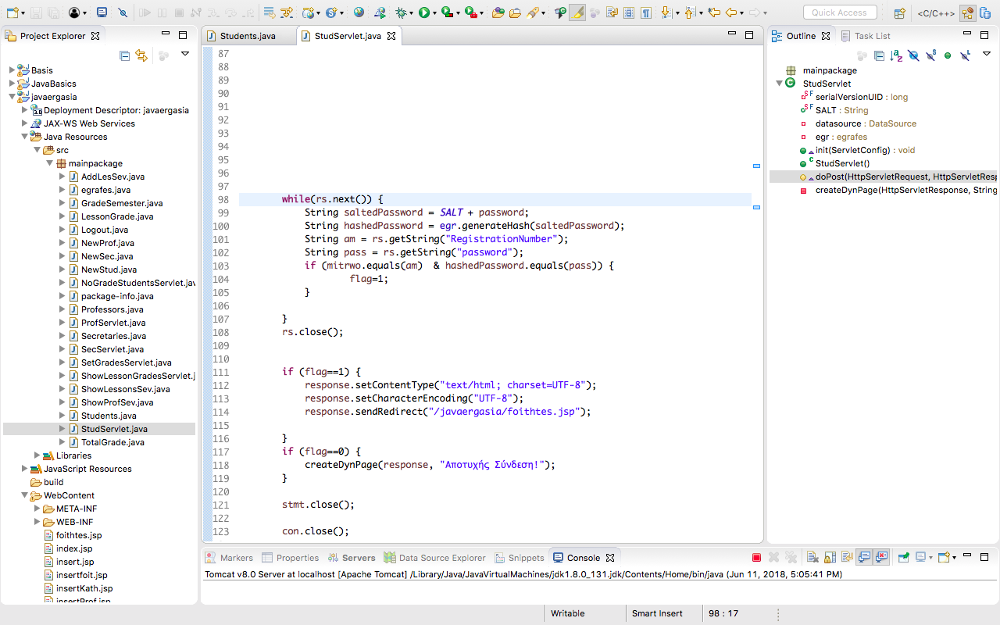 Quick Access
<C/C++>
Project Explorer
Basis
JavaBasics
javaergasia
Deployment Descriptor: javaergasia
JAX-WS Web Services
Java Resources
src
mainpackage
AddLesSev.java
egrafes.java
GradeSemester.java
LessonGrade.java
Logout.java
NewProf.java
NewSec.java
NewStud.java
NoGradeStudentsServlet.jav
package-info.java
Professors.java
ProfServlet.java
Secretaries.java
SecServlet.java
SetGradesServlet.java
ShowLessonGradesServlet.j
ShowLessonsSev.java
ShowProfSev.java
Students.java
StudServlet.java
TotalGrade.java
Libraries
JavaScript Resources
build
WebContent
META-INF
WEB-INF
foithtes.jsp
index.jsp
insert.jsp
insertfoit.jsp
insertKath.jsp
insertProf.jsp
Students.java
StudServlet.java
87
88
89
90
91
92
93
94
95
96
97
98 while(rs.next()) {
99 String saltedPassword = SALT + password;
100 String hashedPassword = egr.generateHash(saltedPassword);
101 String am = rs.getString("RegistrationNumber");
102 String pass = rs.getString("password");
103 if (mitrwo.equals(am)  & hashedPassword.equals(pass)) {
104 flag=1;
105 }
106
107 }
108 rs.close();
109
110
111 if (flag==1) {
112 response.setContentType("text/html; charset=UTF-8");
113 response.setCharacterEncoding("UTF-8");
114 response.sendRedirect("/javaergasia/foithtes.jsp");
115
116 }
117 if (flag==0) {
118 createDynPage(response, "Αποτυχής Σύνδεση!");
119 }
120
121 stmt.close();
122
123 con.close();
Outline
Task List
mainpackage
StudServlet
serialVersionUID : long
SALT : String
datasource : DataSource
egr : egrafes
init(ServletConfig) : void
StudServlet()
doPost(HttpServletRequest, HttpServletResp
createDynPage(HttpServletResponse, String
Markers
Properties
Servers
Data Source Explorer
Snippets
Console
Tomcat v8.0 Server at localhost [Apache Tomcat] /Library/Java/JavaVirtualMachines/jdk1.8.0_131.jdk/Contents/Home/bin/java (Jun 11, 2018, 5:05:41 PM)
Writable
Smart Insert
98 : 17